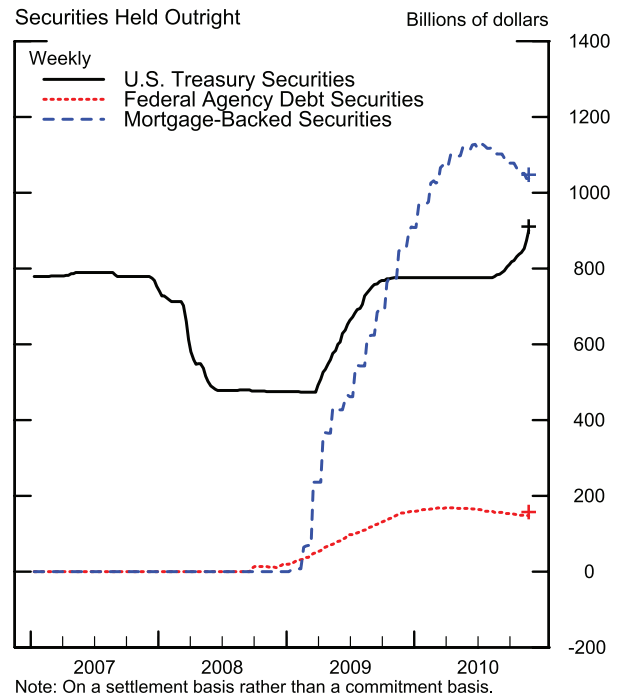 Securities Held Outright
Billions of dollars
Weekly
U.S. Treasury Securities
Federal Agency Debt Securities
Mortgage-Backed Securities
1400
1200
1000
800
600
400
200
0
-200
2007 2008 2009 2010
Note: On a settlement basis rather than a commitment basis.